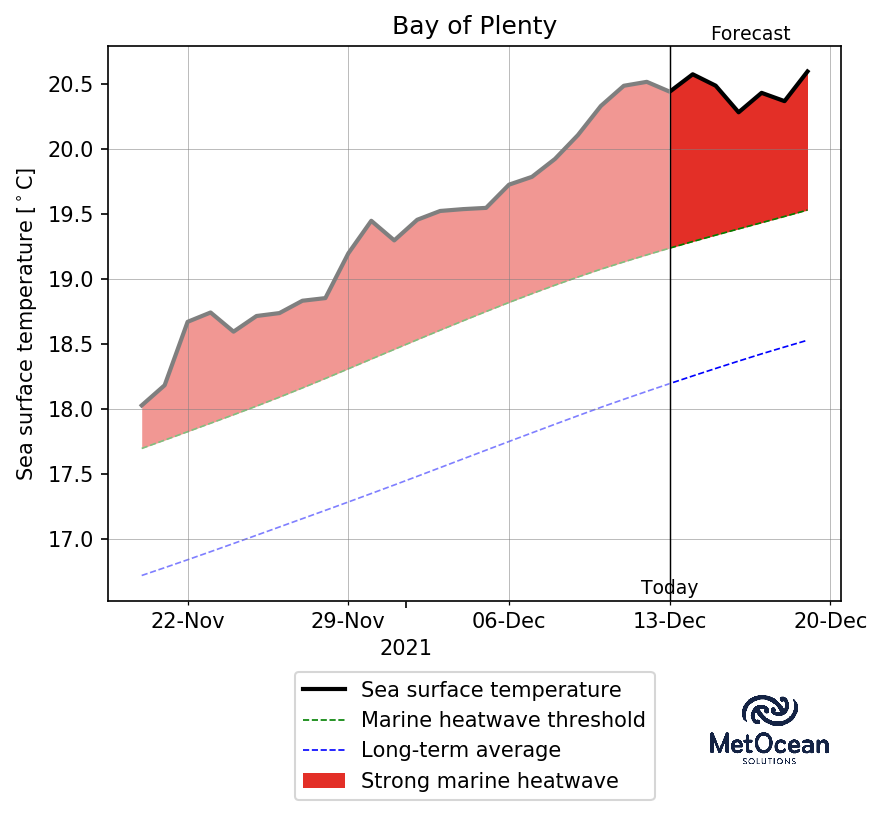 Bay of Plenty
Forecast
Sea surface temperature [°C]
20.5
20.0
19.5
19.0
18.5
18.0
17.5
17.0
Today
22-Nov
29-Nov
06-Dec
13-Dec
20-Dec
2021
Sea surface temperature
Marine heatwave threshold
Long-term average
Strong marine heatwave
MetOcean
SOLUTIONS